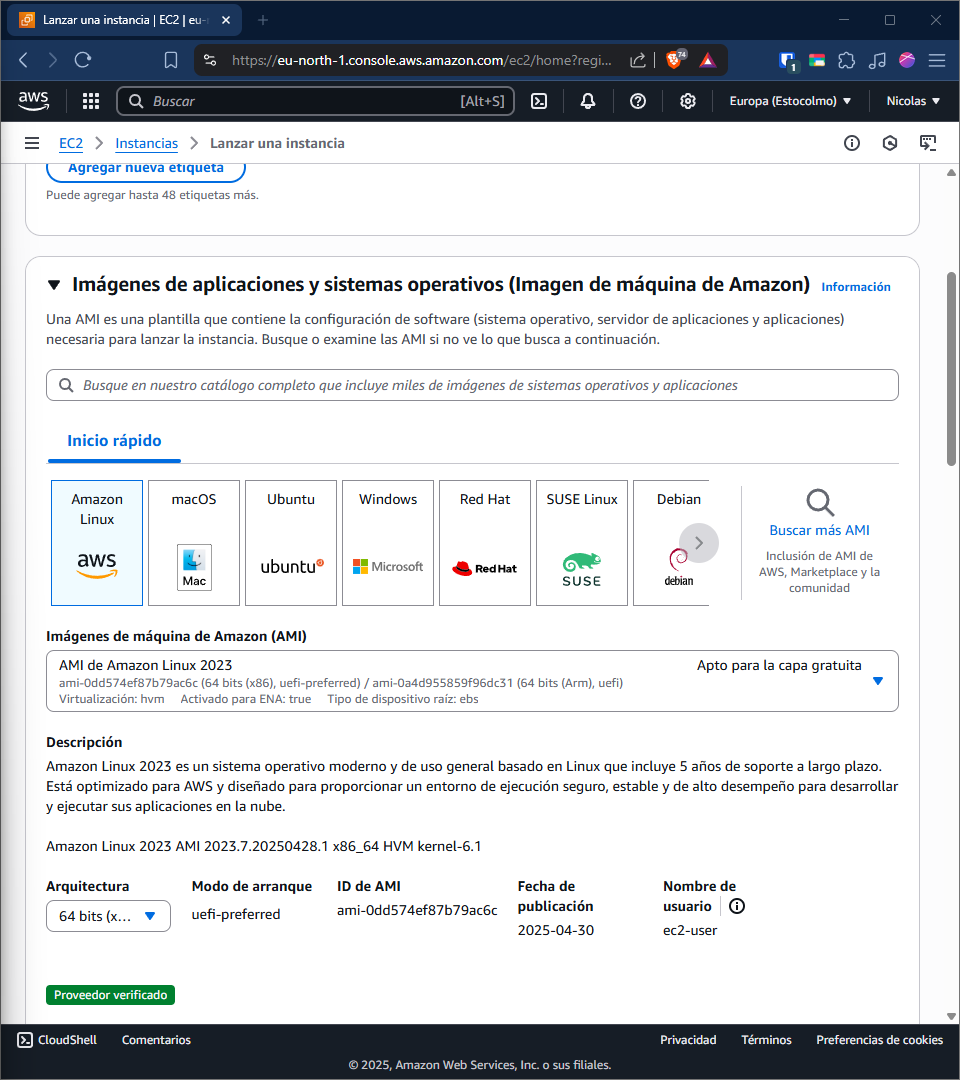 Lanzar una instancia | EC2 | eu-n
https://eu-north-1.console.aws.amazon.com/ec2/home?regi...
74
1
aws
Buscar
[Alt+S]
Europa (Estocolmo)
Nicolas
EC2
Instancias
Lanzar una instancia
Agregar nueva etiqueta
Puede agregar hasta 48 etiquetas más.
Imágenes de aplicaciones y sistemas operativos (Imagen de máquina de Amazon)
Información
Una AMI es una plantilla que contiene la configuración de software (sistema operativo, servidor de aplicaciones y aplicaciones)
necesaria para lanzar la instancia. Busque o examine las AMI si no ve lo que busca a continuación.
Busque en nuestro catálogo completo que incluye miles de imágenes de sistemas operativos y aplicaciones
Inicio rápido
Amazon
Linux
aws
macOS
Mac
Ubuntu
ubuntu
Windows
Microsoft
Red Hat
Red Hat
SUSE Linux
SUSE
Debian
debian
Buscar más AMI
Inclusión de AMI de
AWS, Marketplace y la
comunidad
Imágenes de máquina de Amazon (AMI)
AMI de Amazon Linux 2023
Apto para la capa gratuita
ami-0dd574ef87b79ac6c (64 bits (x86), uefi-preferred) / ami-0a4d955859f96dc31 (64 bits (Arm), uefi)
Virtualización: hvm Activado para ENA: true Tipo de dispositivo raíz: ebs
Descripción
Amazon Linux 2023 es un sistema operativo moderno y de uso general basado en Linux que incluye 5 años de soporte a largo plazo.
Está optimizado para AWS y diseñado para proporcionar un entorno de ejecución seguro, estable y de alto desempeño para desarrollar
y ejecutar sus aplicaciones en la nube.
Amazon Linux 2023 AMI 2023.7.20250428.1 x86_64 HVM kernel-6.1
Arquitectura
64 bits (x...
Modo de arranque
uefi-preferred
ID de AMI
ami-0dd574ef87b79ac6c
Fecha de
publicación
2025-04-30
Nombre de
usuario
ec2-user
Proveedor verificado
CloudShell
Comentarios
Privacidad
Términos
Preferencias de cookies
© 2025, Amazon Web Services, Inc. o sus filiales.